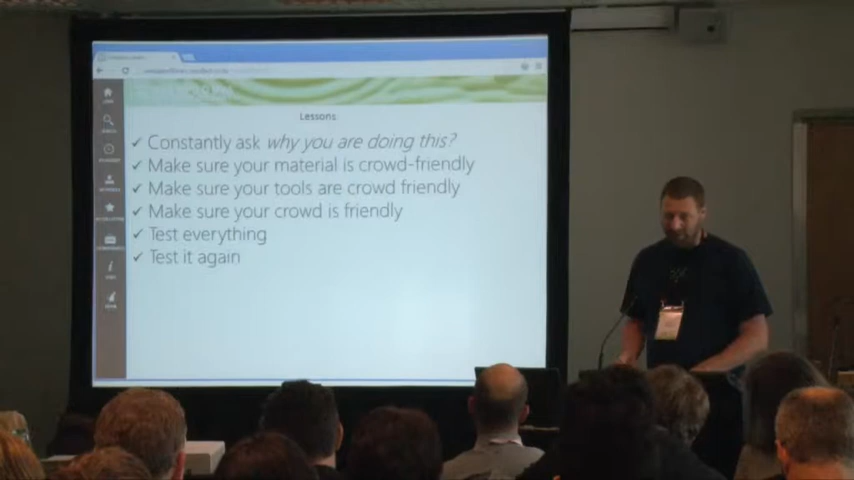 Lessons
✓ Constantly ask why you are doing this?
✓ Make sure your material is crowd-friendly
✓ Make sure your tools are crowd friendly
✓ Make sure your crowd is friendly
✓ Test everything
✓ Test it again